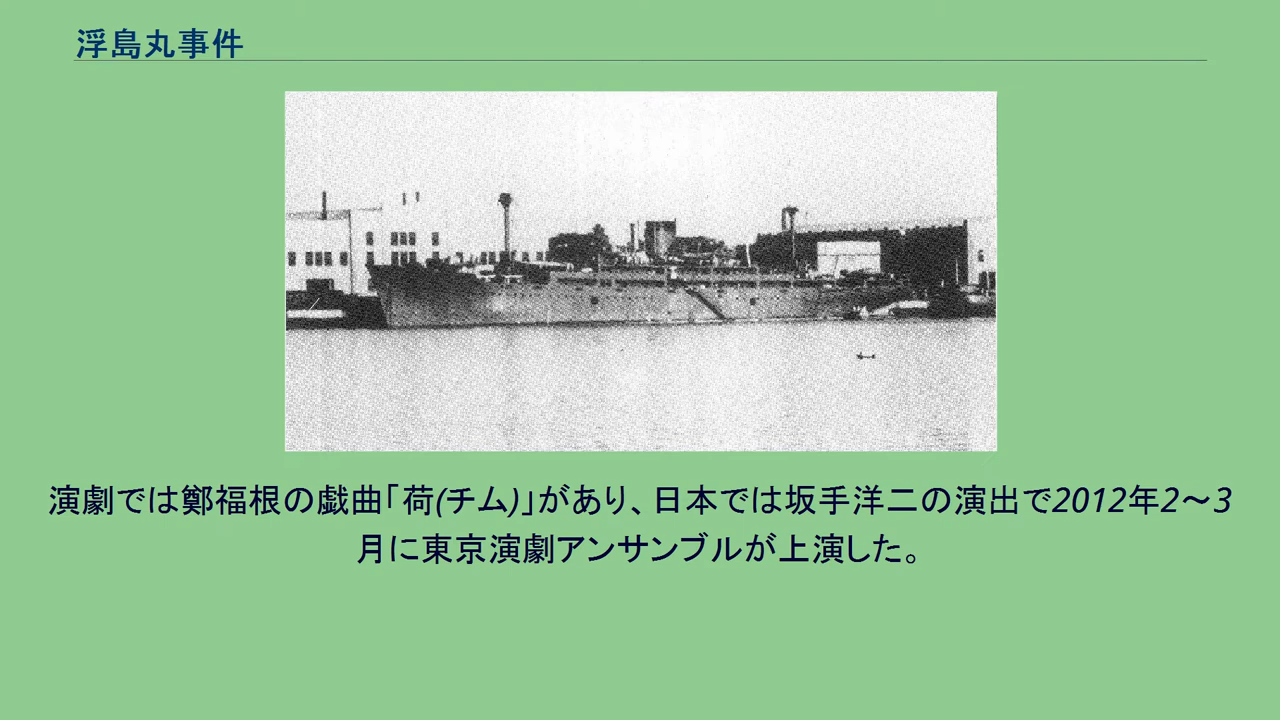 浮島丸事件
演劇では鄭福根の戯曲「荷(チム)」があり、日本では坂手洋二の演出で2012年2〜3
月に東京演劇アンサンブルが上演した。